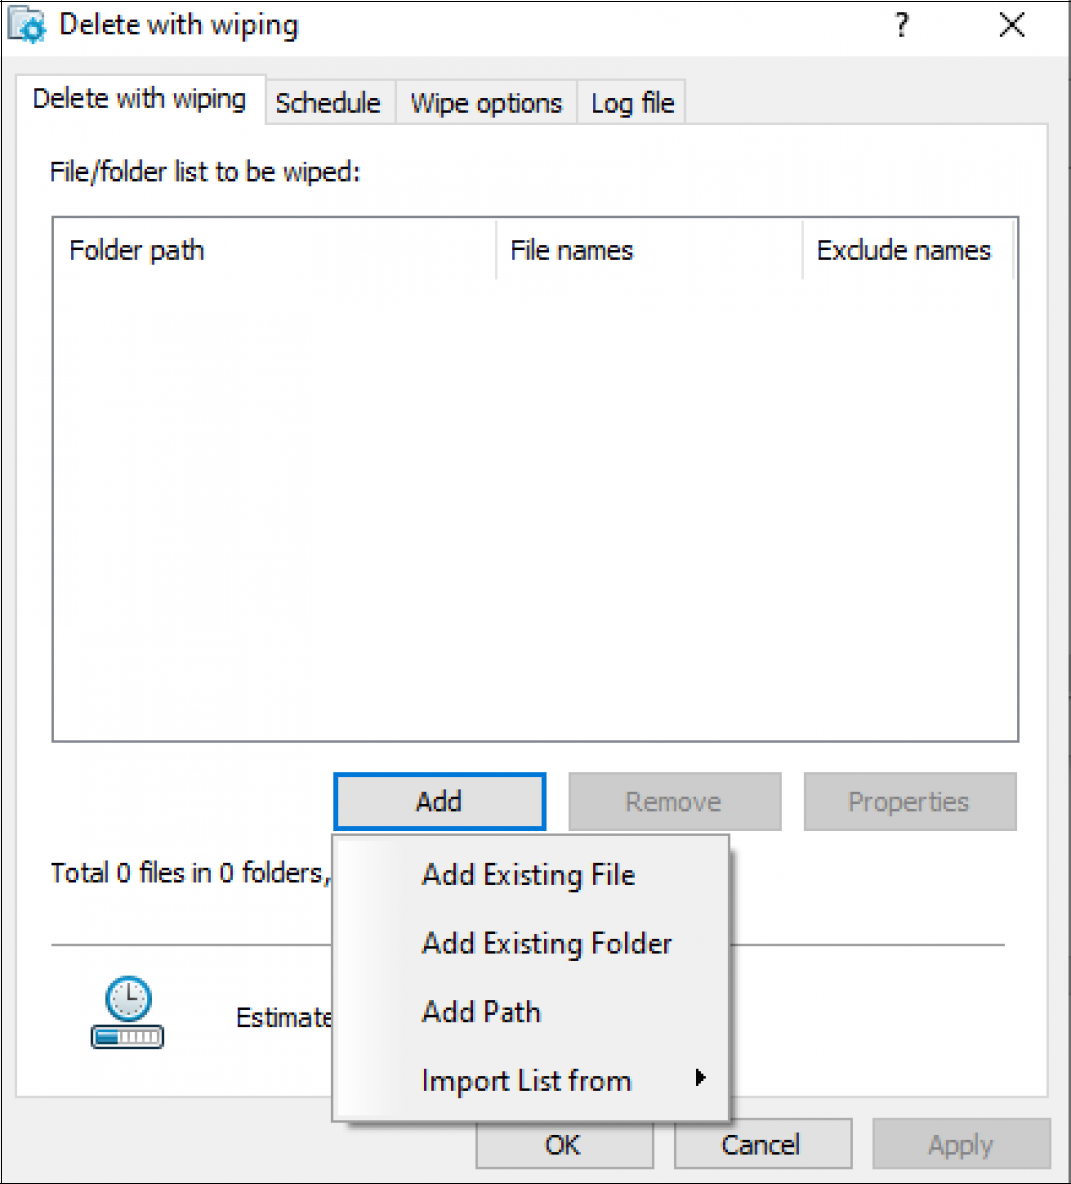 Delete with wiping
?
Delete with wiping Schedule Wipe options Log file
File/folder list to be wiped:
Folder path File names Exclude names
Add Remove Properties
Total 0 files in 0 folders,
Add Existing File
Add Existing Folder
Add Path
Estimate
Import List from
OK Cancel Apply